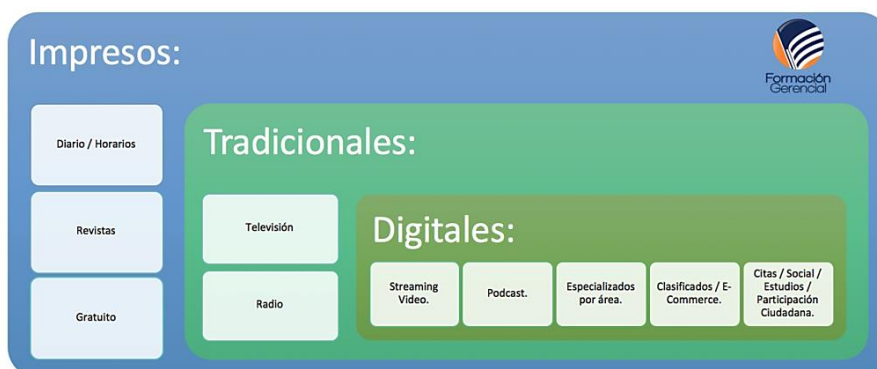 Impresos:
Formación
Gerencial
Diario / Horarios
Revistas
Gratuito
Tradicionales:
Televisión
Radio
Digitales:
Streaming
Video.
Podcast.
Especializados
por área.
Clasificados / E-
Commerce.
Citas / Social /
Estudios /
Participación
Ciudadana.